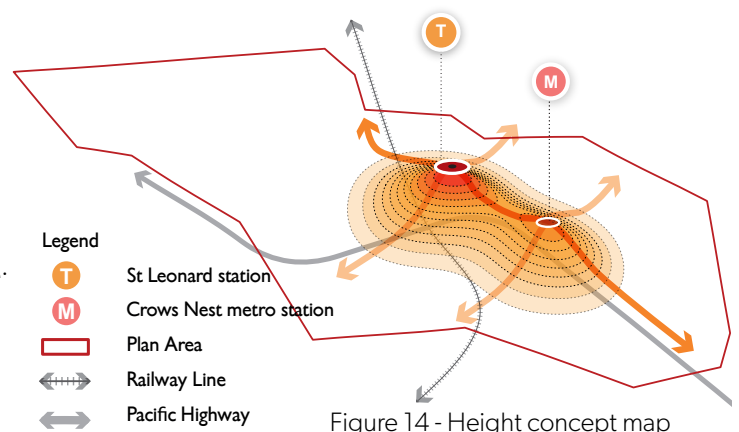 T
M
Legend
T St Leonard station
M Crows Nest metro station
Plan Area
Railway Line
Pacific Highway
Figure 14 - Height concept map